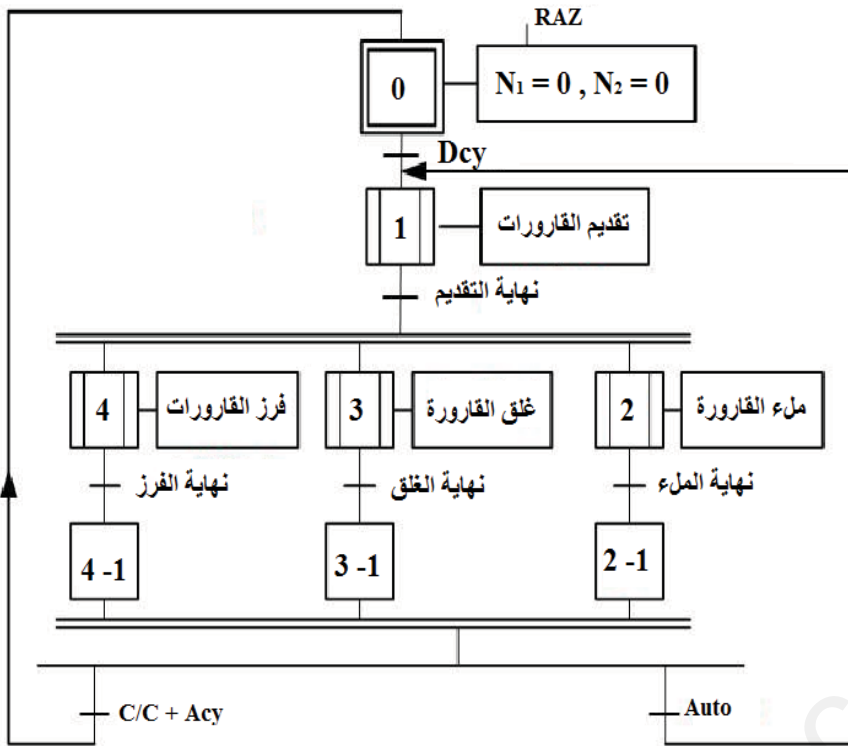 RAZ
0
N₁ = 0 , N₂ = 0
Dcy
1
تقديم القارورات
نهاية التقديم
4
فرز القارورات
3
غلق القارورة
2
ملء القارورة
نهاية الفرز
نهاية الغلق
نهاية الملء
4 -1
3 -1
2 -1
C/C + Acy
Auto